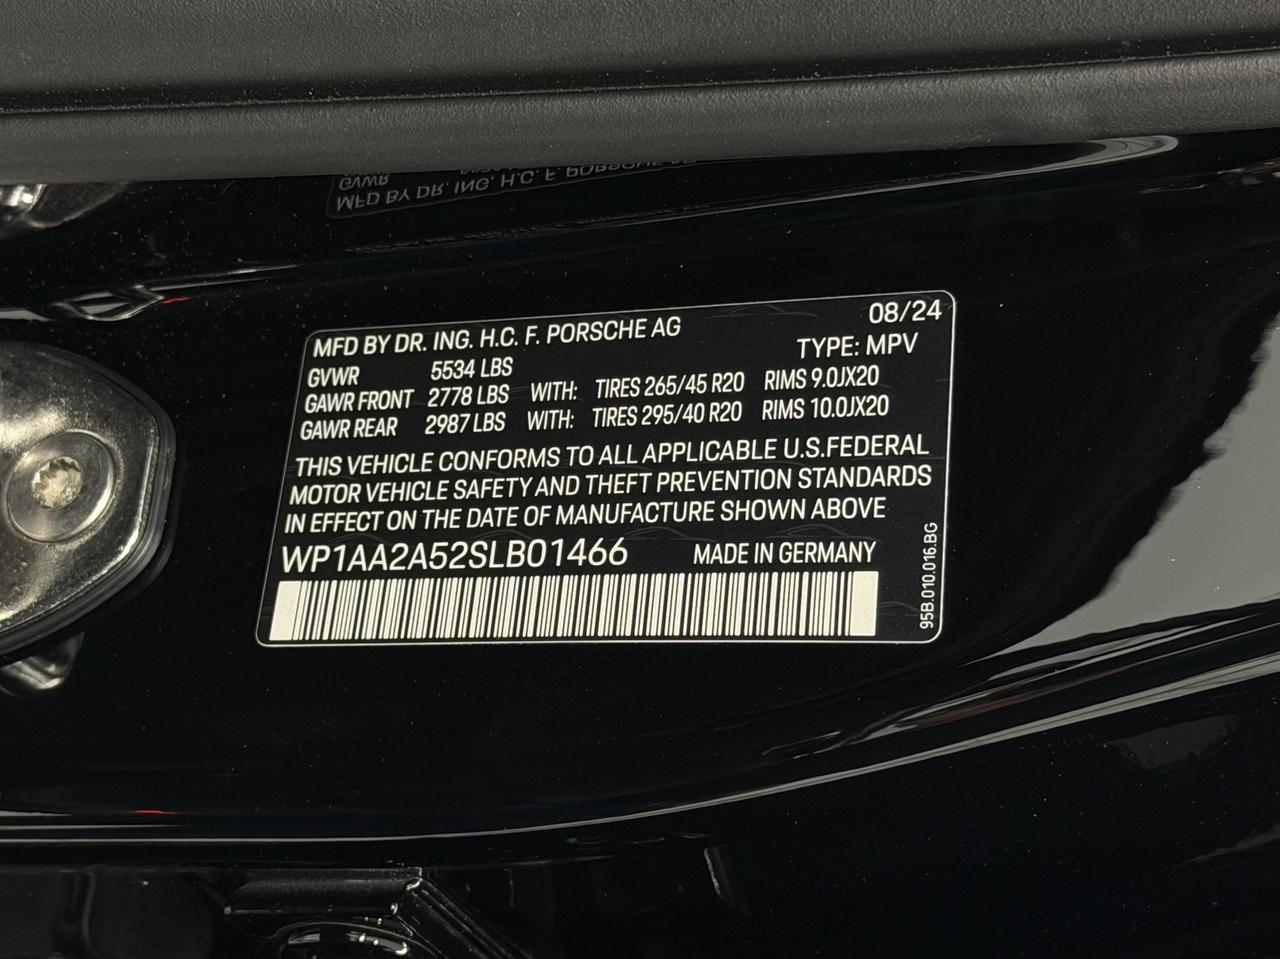 MFD BY DR. ING. H.C. F. PORSCHE AG 08/24
TYPE: MPV
GVWR 5534 LBS
GAWR FRONT 2778 LBS WITH: TIRES 265/45 R20 RIMS 9.0JX20
GAWR REAR 2987 LBS WITH: TIRES 295/40 R20 RIMS 10.0JX20
THIS VEHICLE CONFORMS TO ALL APPLICABLE U.S.FEDERAL
MOTOR VEHICLE SAFETY AND THEFT PREVENTION STANDARDS
IN EFFECT ON THE DATE OF MANUFACTURE SHOWN ABOVE
WP1AA2A52SLB01466 MADE IN GERMANY
95B.010.016.BG